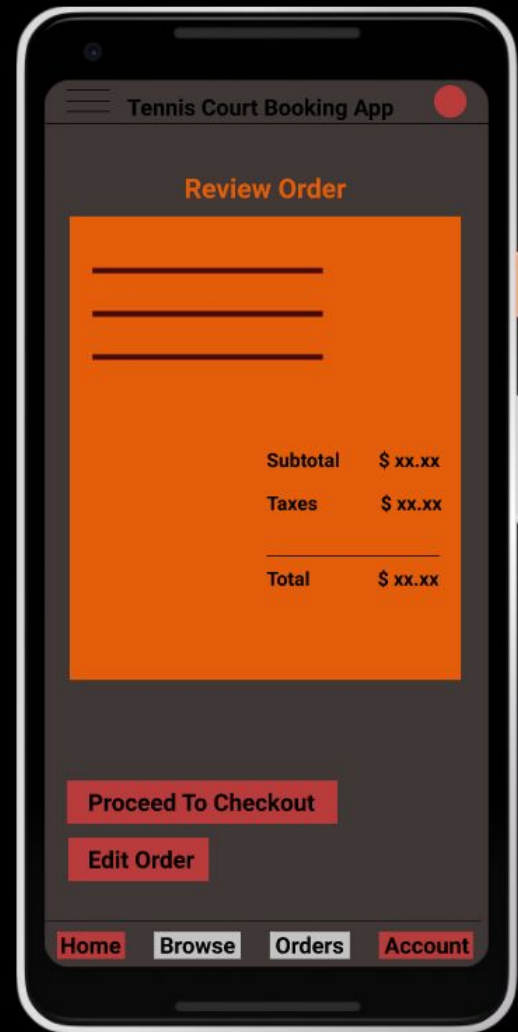 Tennis Court Booking App
Review Order
Subtotal $ xx.xx
Taxes $ xx.xx
Total $ xx.xx
Proceed To Checkout
Edit Order
Home Browse Orders Account